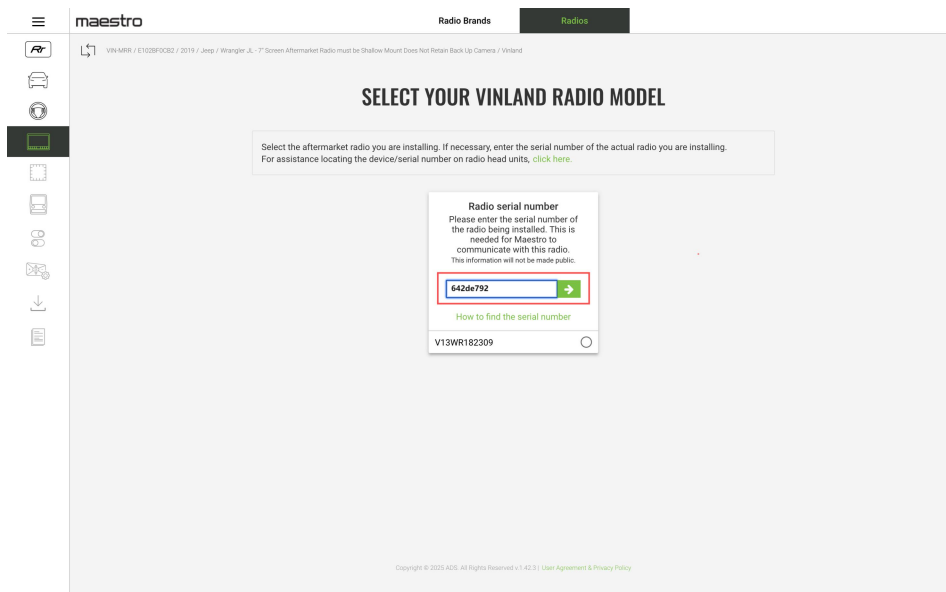 maestro
Radio Brands
Radios
Rr
VIN-MRR / E102BF0CB2 / 2019 / Jeep / Wrangler JL - 7" Screen Aftermarket Radio must be Shallow Mount Does Not Retain Back Up Camera / Vinland
SELECT YOUR VINLAND RADIO MODEL
Select the aftermarket radio you are installing. If necessary, enter the serial number of the actual radio you are installing.
For assistance locating the device/serial number on radio head units, click here.
Radio serial number
Please enter the serial number of
the radio being installed. This is
needed for Maestro to
communicate with this radio.
This information will not be made public.
642de792
How to find the serial number
V13WR182309
Copyright © 2025 ADS. All Rights Reserved v.1.42.3 | User Agreement & Privacy Policy